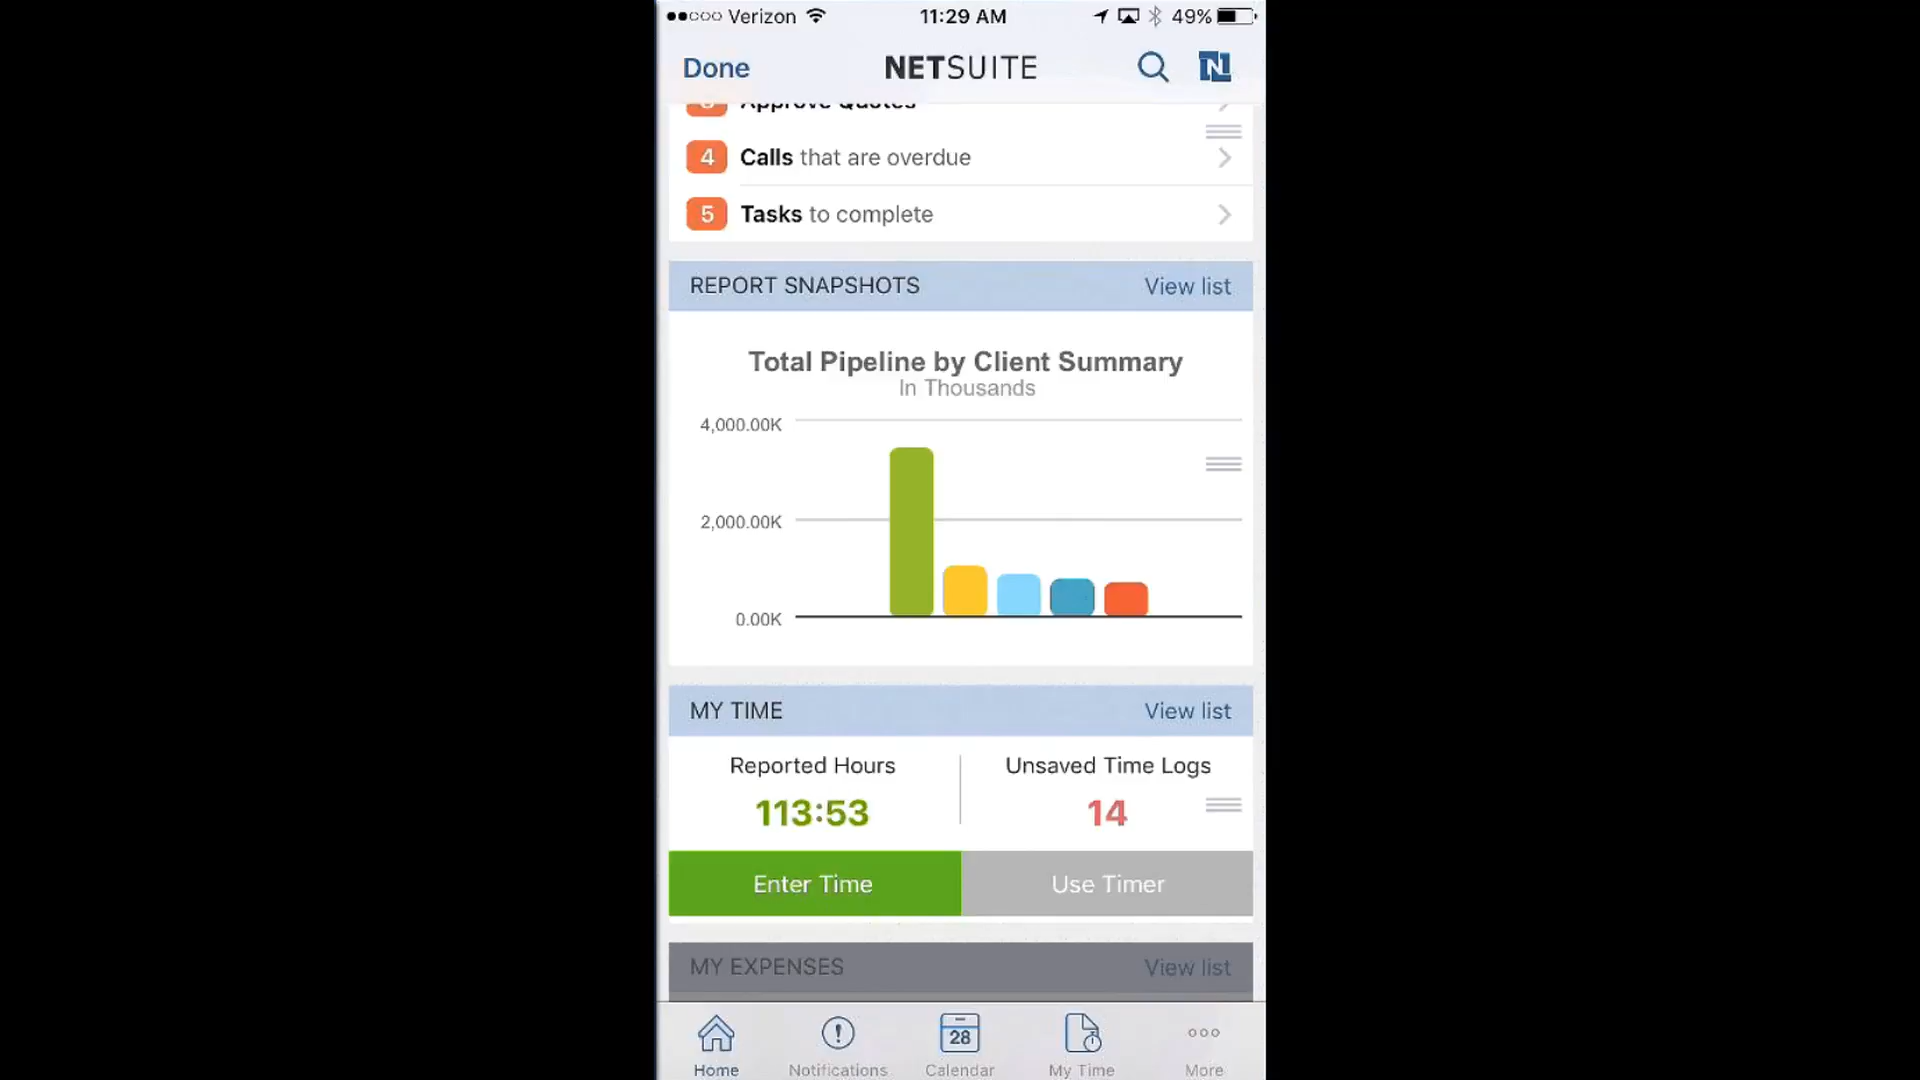 Verizon 11:29 AM 49%
Done NETSUITE N
Approve Quotes
4 Calls that are overdue
5 Tasks to complete
REPORT SNAPSHOTS View list
Total Pipeline by Client Summary
In Thousands
4,000.00K
2,000.00K
0.00K
MY TIME View list
Reported Hours Unsaved Time Logs
113:53 14
Enter Time Use Timer
MY EXPENSES View list
28
Home Notifications Calendar My Time More